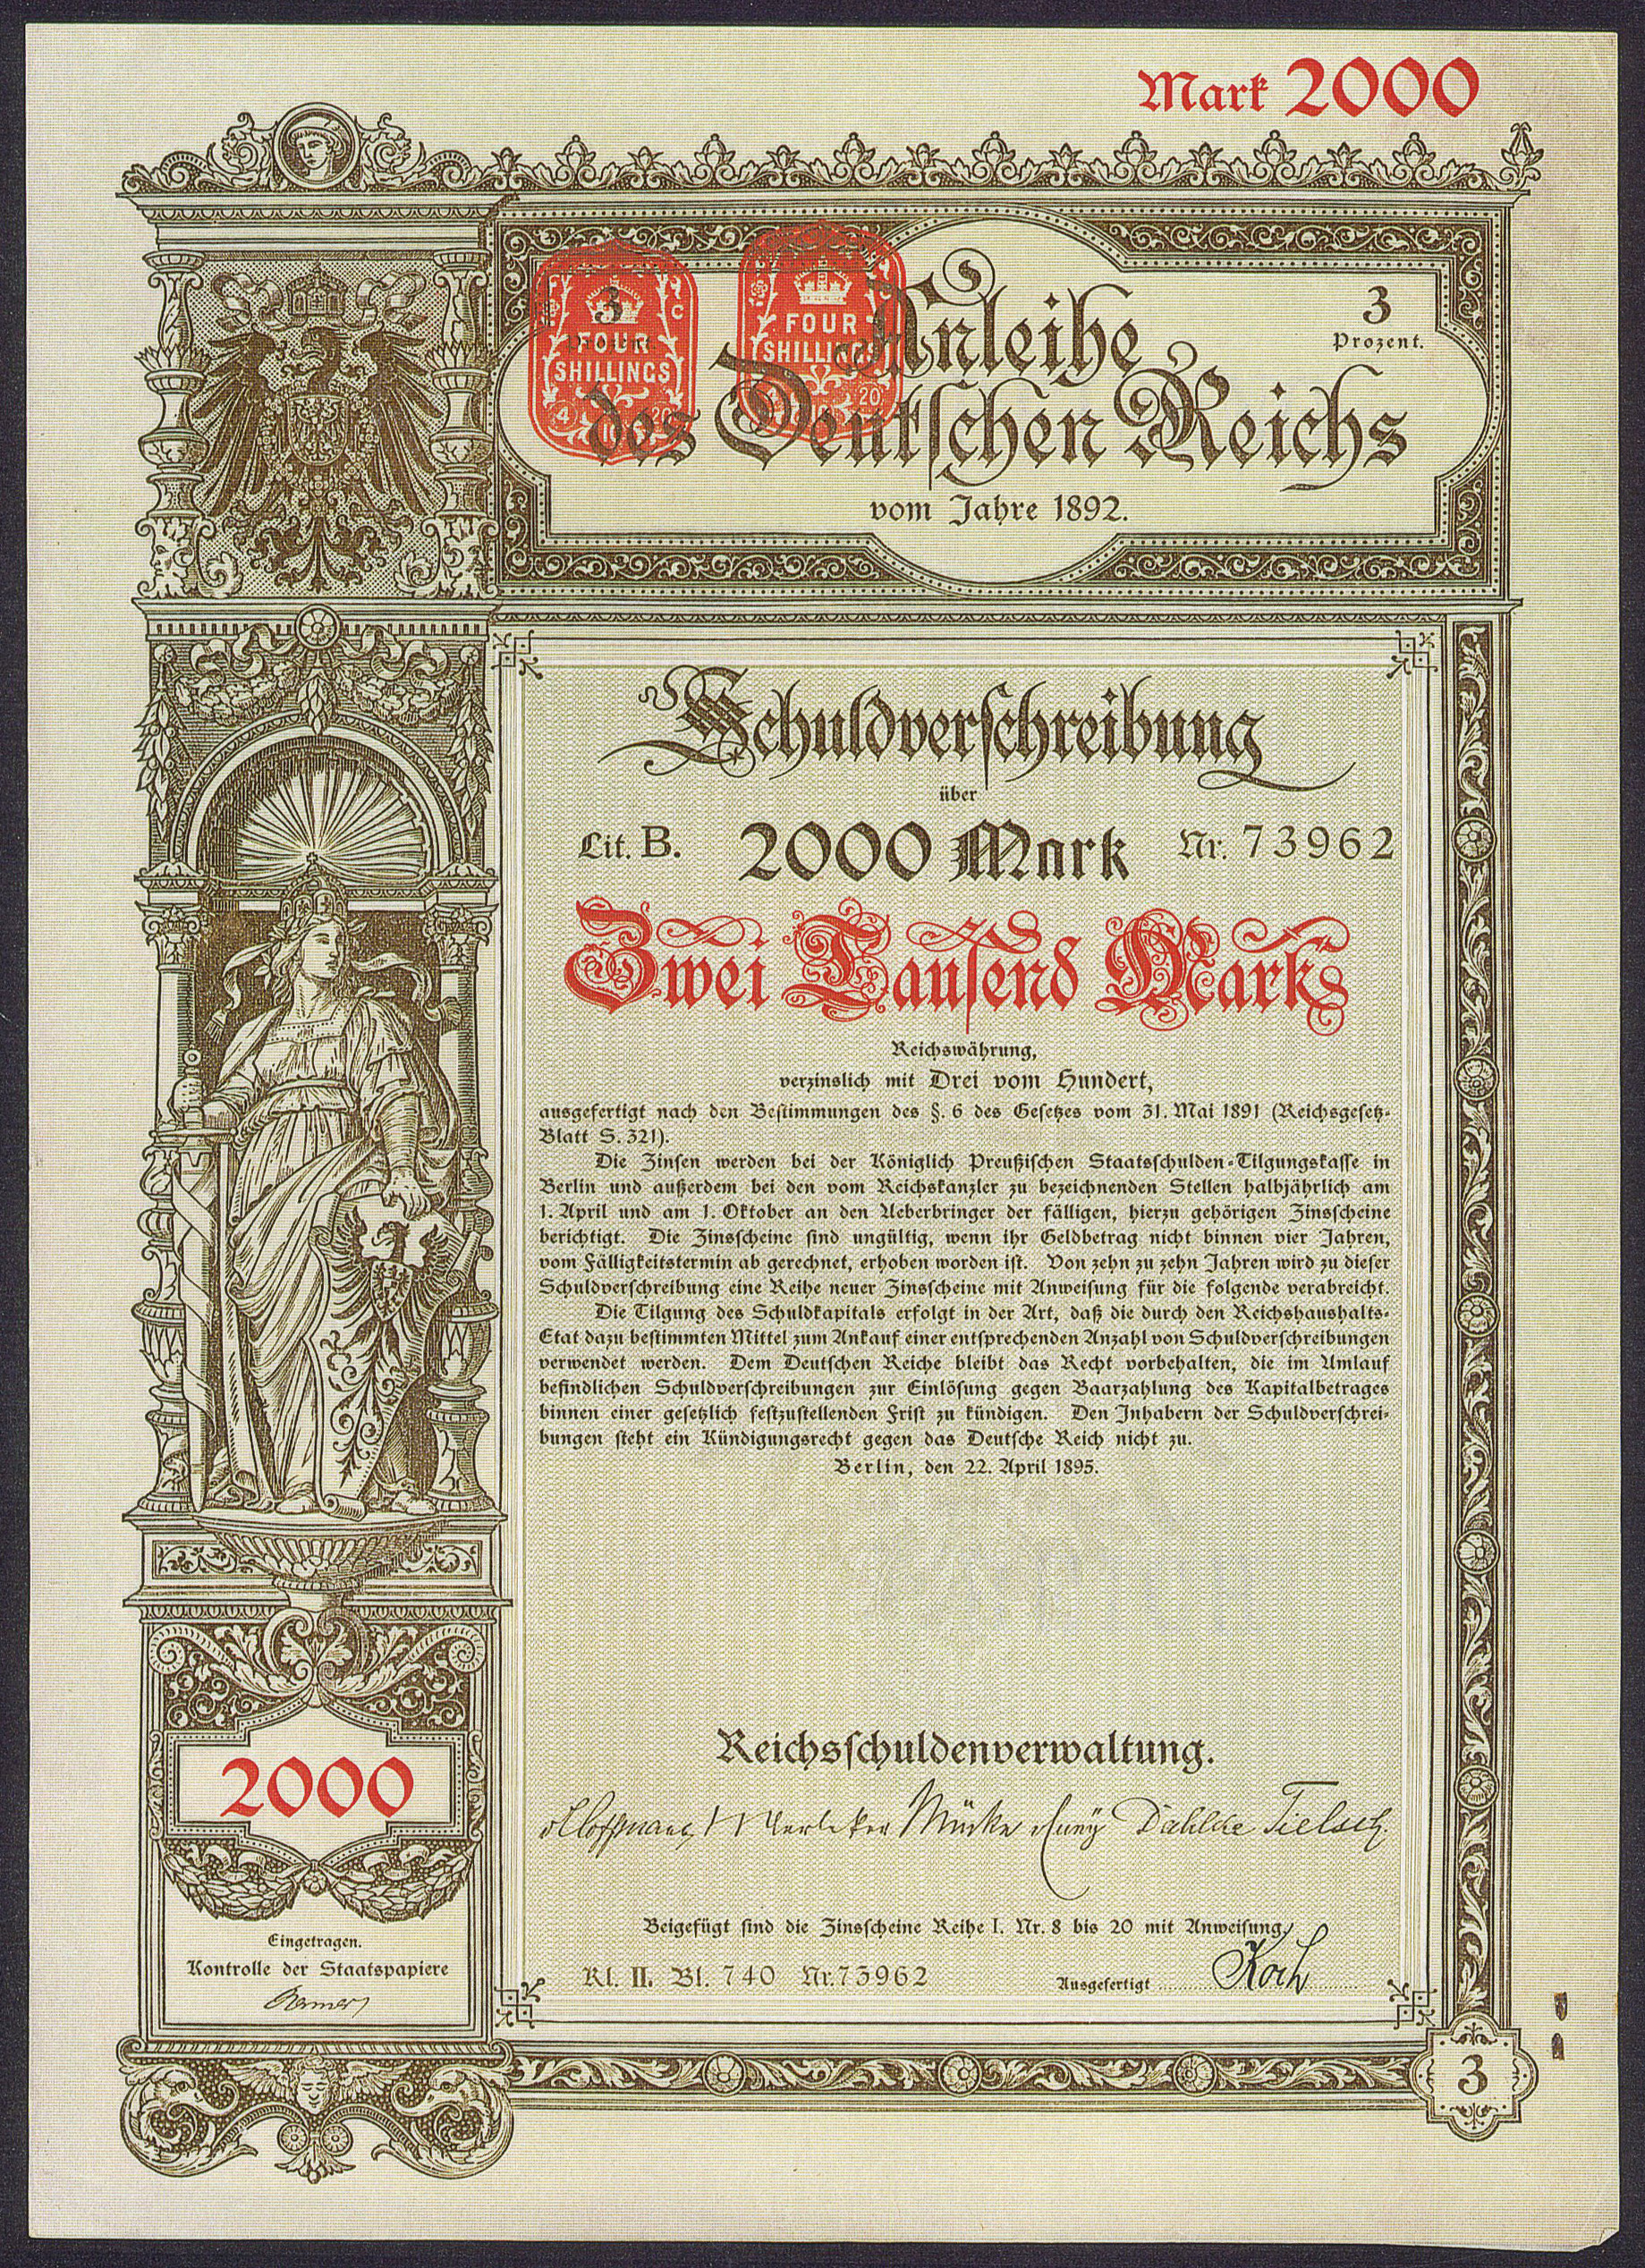 Mark 2000
3
Prozent.
FOUR
SHILLINGS
FOUR
SHILLINGS
3
Prozent.
Anleihe
des Deutschen Reichs
vom Jahre 1892.
Schuldverschreibung
über
Lit. B. 2000 Mark Nr. 73962
Zwei Tausend Mark
Reichswährung,
verzinslich mit Drei vom Hundert,
ausgefertigt nach den Bestimmungen des §. 6 des Gesetzes vom 31. Mai 1891 (Reichsgesetz-
Blatt S. 321).
Die Zinsen werden bei der Königlich Preußischen Staatsschulden-Tilgungskasse in
Berlin und außerdem bei den vom Reichskanzler zu bezeichnenden Stellen halbjährlich am
1. April und am 1. Oktober an den Ueberbringer der fälligen, hierzu gehörigen Zinsscheine
berichtigt. Die Zinsscheine sind ungültig, wenn ihr Geldbetrag nicht binnen vier Jahren,
vom Fälligkeitstermin ab gerechnet, erhoben worden ist. Von zehn zu zehn Jahren wird zu dieser
Schuldverschreibung eine Reihe neuer Zinsscheine mit Anweisung für die folgende verabreicht.
Die Tilgung des Schuldkapitals erfolgt in der Art, daß die durch den Reichshaushalts-
Etat dazu bestimmten Mittel zum Ankauf einer entsprechenden Anzahl von Schuldverschreibungen
verwendet werden. Dem Deutschen Reiche bleibt das Recht vorbehalten, die im Umlauf
befindlichen Schuldverschreibungen zur Einlösung gegen Baarzahlung des Kapitalbetrages
binnen einer gesetzlich festzustellenden Frist zu kündigen. Den Inhabern der Schuldverschrei-
bungen steht ein Kündigungsrecht gegen das Deutsche Reich nicht zu.
Berlin, den 22. April 1895.
Reichsschuldenverwaltung.
Mücke Dahlke Tielsch
2000
Eingetragen.
Kontrolle der Staatspapiere
Beigefügt sind die Zinsscheine Reihe I. Nr. 8 bis 20 mit Anweisung.
Kl. II. Bl. 740 Nr. 73962 Ausgefertigt Koch
3